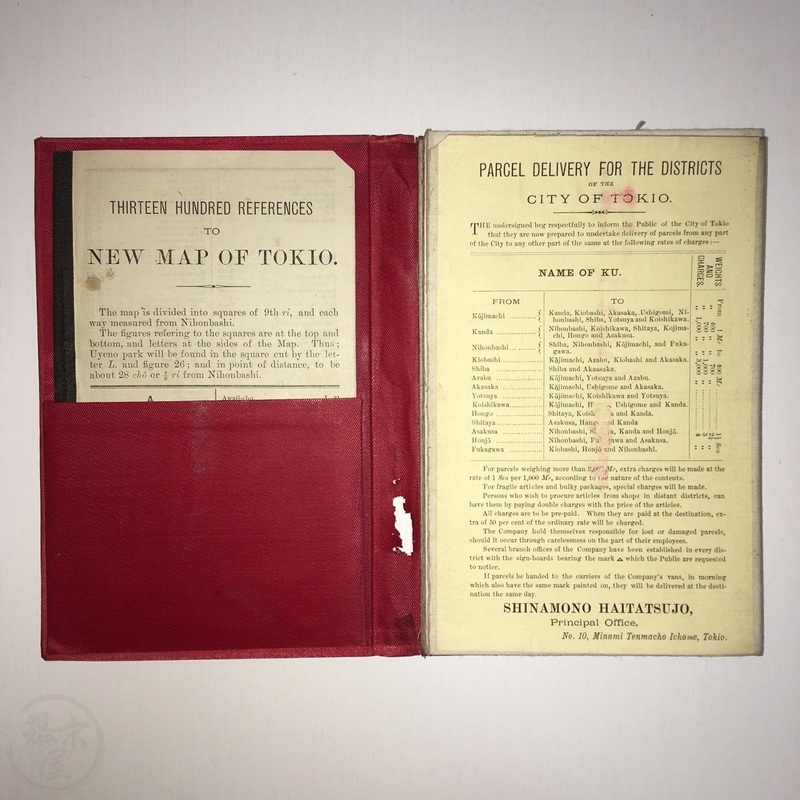 THIRTEEN HUNDRED REFERENCES
TO
NEW MAP OF TOKIO.
The map is divided into squares of 9th ri, and each
way measured from Nihonbashi.
The figures refering to the squares are at the top and
bottom, and letters at the sides of the Map. Thus;
Uyeno park will be found in the square cut by the let-
ter L. and figure 26; and in point of distance, to be
about 28 chō or ri from Nihonbashi.
PARCEL DELIVERY FOR THE DISTRICTS
OF THE
CITY OF TOKIO.
THE undersigned beg respectfully to inform the Public of the City of Tokio
that they are now prepared to undertake delivery of parcels from any part
of the City to any other part of the same at the following rates of charges:—
NAME OF KU.
WEIGHTS AND CHARGES.
FROM TO
Kōjimachi Kanda, Kiobashi, Akasaka, Ushigomi, Ni-
honbashi, Shiba, Yotsuya and Koishikawa.
Kanda Nihonbashi, Koishikawa, Shitaya, Kojima-
chi, Hongo and Asakusa.
Nihonbashi Shiba, Nihonbashi, Kōjimachi, and Fuka-
gawa.
Kiobashi Kōjimachi, Azabu, Kiobashi and Akasaka.
Shiba Shiba and Akausaka.
Azabu Kōjimachi, Yotsuya and Azabu.
Akasaka Kōjimachi, Ushigome and Akasaka.
Yotsuya Kōjimachi, Koishikawa and Yotsuya.
Koishikawa Kōjimachi, Ushigome and Kanda.
Hongo Shitaya, and Kanda.
Shitaya Asakusa, and Kanda
Asakusa Nihonbashi, Kanda and Honjō.
Honjō Nihonbashi, and Asakusa.
Fukagawa Kiobashi, Honjō and Nihonbashi.
From 1 Me to 400 Me 1½ Sen
For parcels weighing more than Me, extra charges will be made at the
rate of 1 Sen per 1,000 Me, according to the nature of the contents.
For fragile articles and bulky packages, special charges will be made.
Persons who wish to procure articles from shops in distant districts, can
have them by paying double charges with the price of the articles.
All charges are to be pre-paid. When they are paid at the destination, ex-
tra of 50 per cent of the ordinary rate will be charged.
The Company hold themselves responsible for lost or damaged parcels,
should it occur through carelessness on the part of their employees.
Several branch offices of the Company have been established in every dis-
trict with the sign-boards bearing the mark which the Public are requested
to notice.
If parcels be handed to the carriers of the Company's vans, in morning
which also have the same mark painted on, they will be delivered at the desti-
nation the same day.
SHINAMONO HAITATSUJO,
Principal Office,
No. 10, Minami Tenmacho Ichome, Tokio.
幕末屋